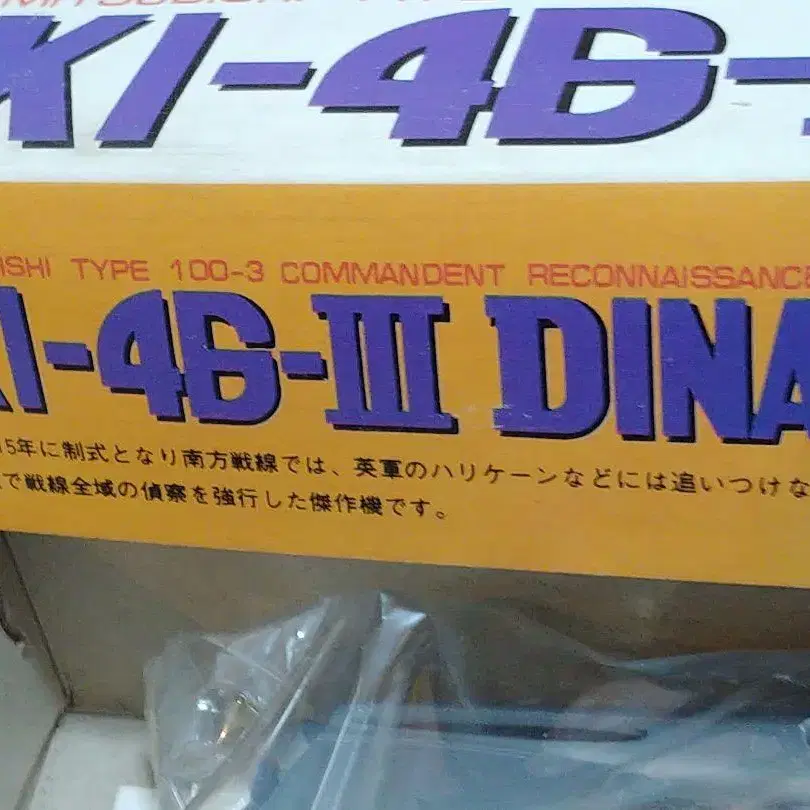 KI-46-
ISHI TYPE 100-3 COMMANDENT RECONNAISSANCE
KI-46-III DINA
15年に制式となり南方戦線では、英軍のハリケーンなどには追いつけな
で戦線全域の偵察を強行した傑作機です。